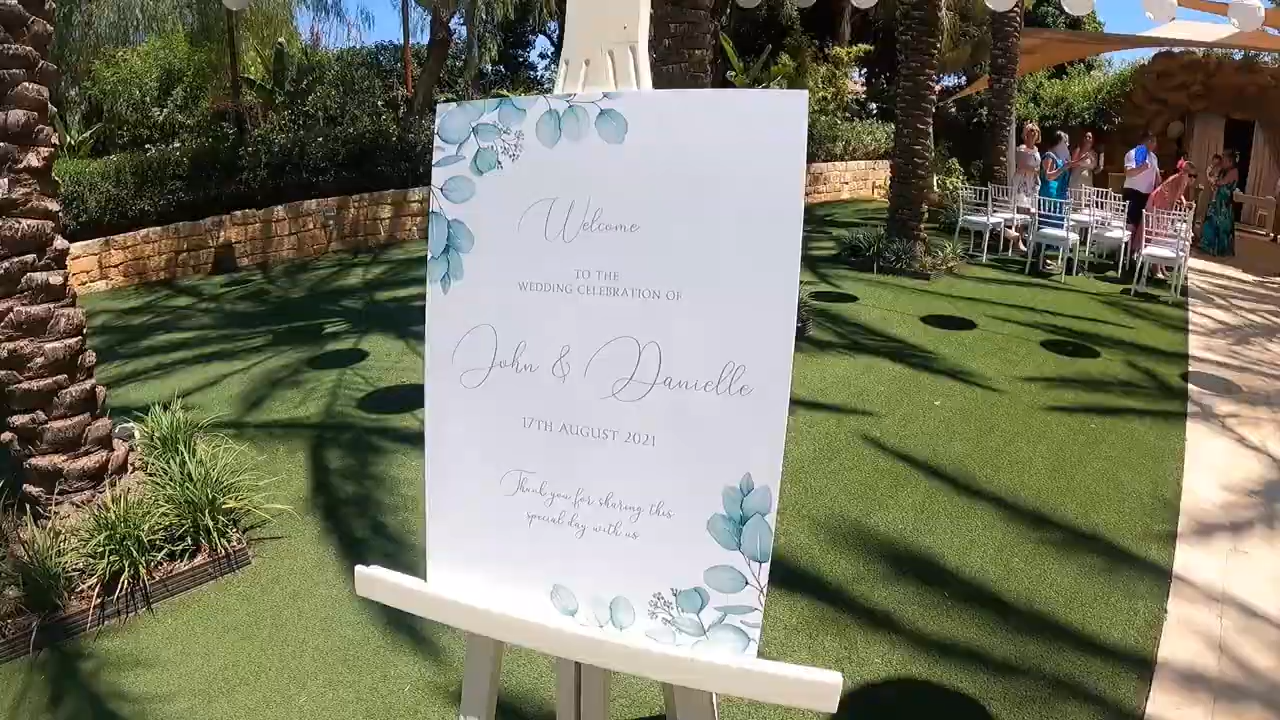 Welcome
TO THE
WEDDING CELEBRATION OF
John & Danielle
17TH AUGUST 2021
Thank you for sharing this
special day with us